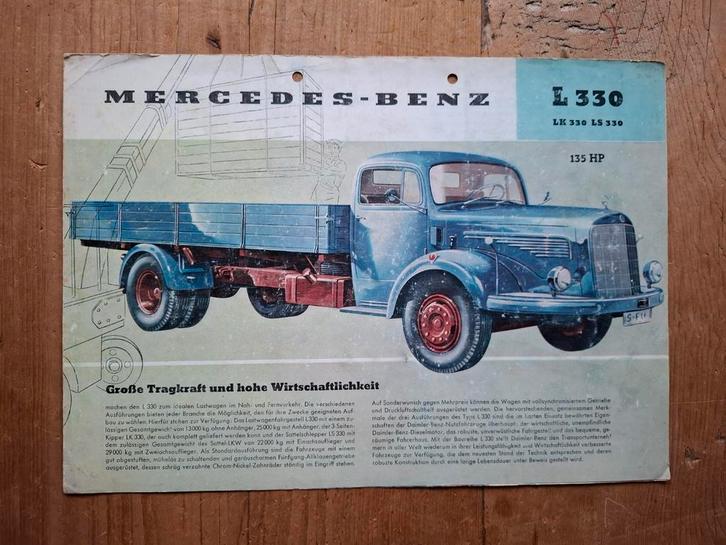 MERCEDES-BENZ
L 330
LK 330 LS 330
135 HP
S-F
Große Tragkraft und hohe Wirtschaftlichkeit
machen den L 330 zum idealen Lastwagen im Nah- und Fernverkehr. Die verschiedenen
Ausführungen bieten jeder Branche die Möglichkeit, den für ihre Zwecke geeigneten Auf-
bau zu wählen. Hierfür stehen zur Verfügung: Das Lastwagenfahrgestell L 330 mit einem zu-
lässigen Gesamtgewicht von 13 000 kg ohne Anhänger, 25 000 kg mit Anhänger, der 3 Seiten-
Kipper LK 330, der auch komplett geliefert werden kann und der Sattelschlepper LS 330 mit
dem zulässigen Gesamtgewicht des Sattel-LKW von 22 000 kg mit Einachsauflieger und
29 000 kg mit Zweiachsauflieger. Als Standardausführung sind die Fahrzeuge mit einem
gut abgestuften, mühelos zu schaltenden und geräuscharmen Fünfgang-Allklauengetriebe
ausgerüstet, dessen schräg verzahnte Chrom-Nickel-Zahnräder ständig im Eingriff stehen.
Auf Sonderwunsch gegen Mehrpreis können die Wagen mit vollsynchronisiertem Getriebe
und Druckluftschalthilfe ausgerüstet werden. Die hervorstechenden, gemeinsamen Merk-
male der drei Ausführungen des Typs L 330 sind die im harten Einsatz bewährten Eigen-
schaften der Daimler-Benz-Nutzfahrzeuge überhaupt: der wirtschaftliche, unempfindliche
Daimler-Benz-Dieselmotor, das robuste, unverwüstliche Fahrgestell und das bequeme, ge-
räumige Fahrerhaus. Mit der Baureihe L 330 stellt Daimler-Benz den Transportunterneh-
mern in aller Welt wiederum in ihrer Leistungsfähigkeit und Wirtschaftlichkeit verbesserte
Fahrzeuge zur Verfügung, die dem neuesten Stand der Technik entsprechen und deren
robuste Konstruktion durch eine lange Lebensdauer unter Beweis gestellt wird.